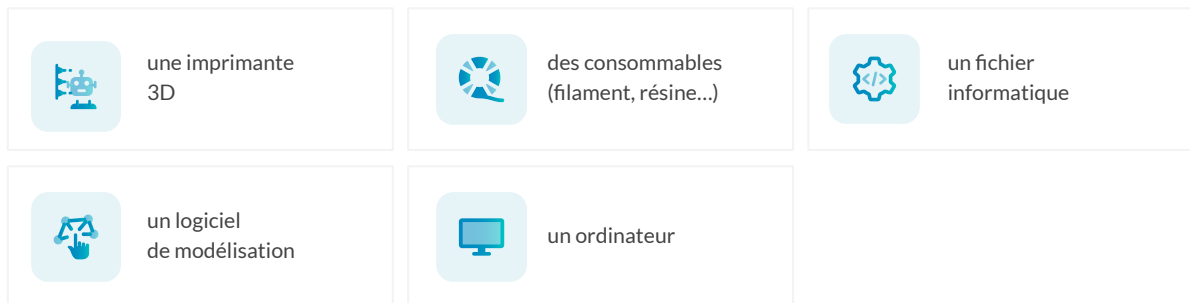 une imprimante
3D
des consommables
(filament, résine...)
un fichier
informatique
</>
un logiciel
de modélisation
un ordinateur